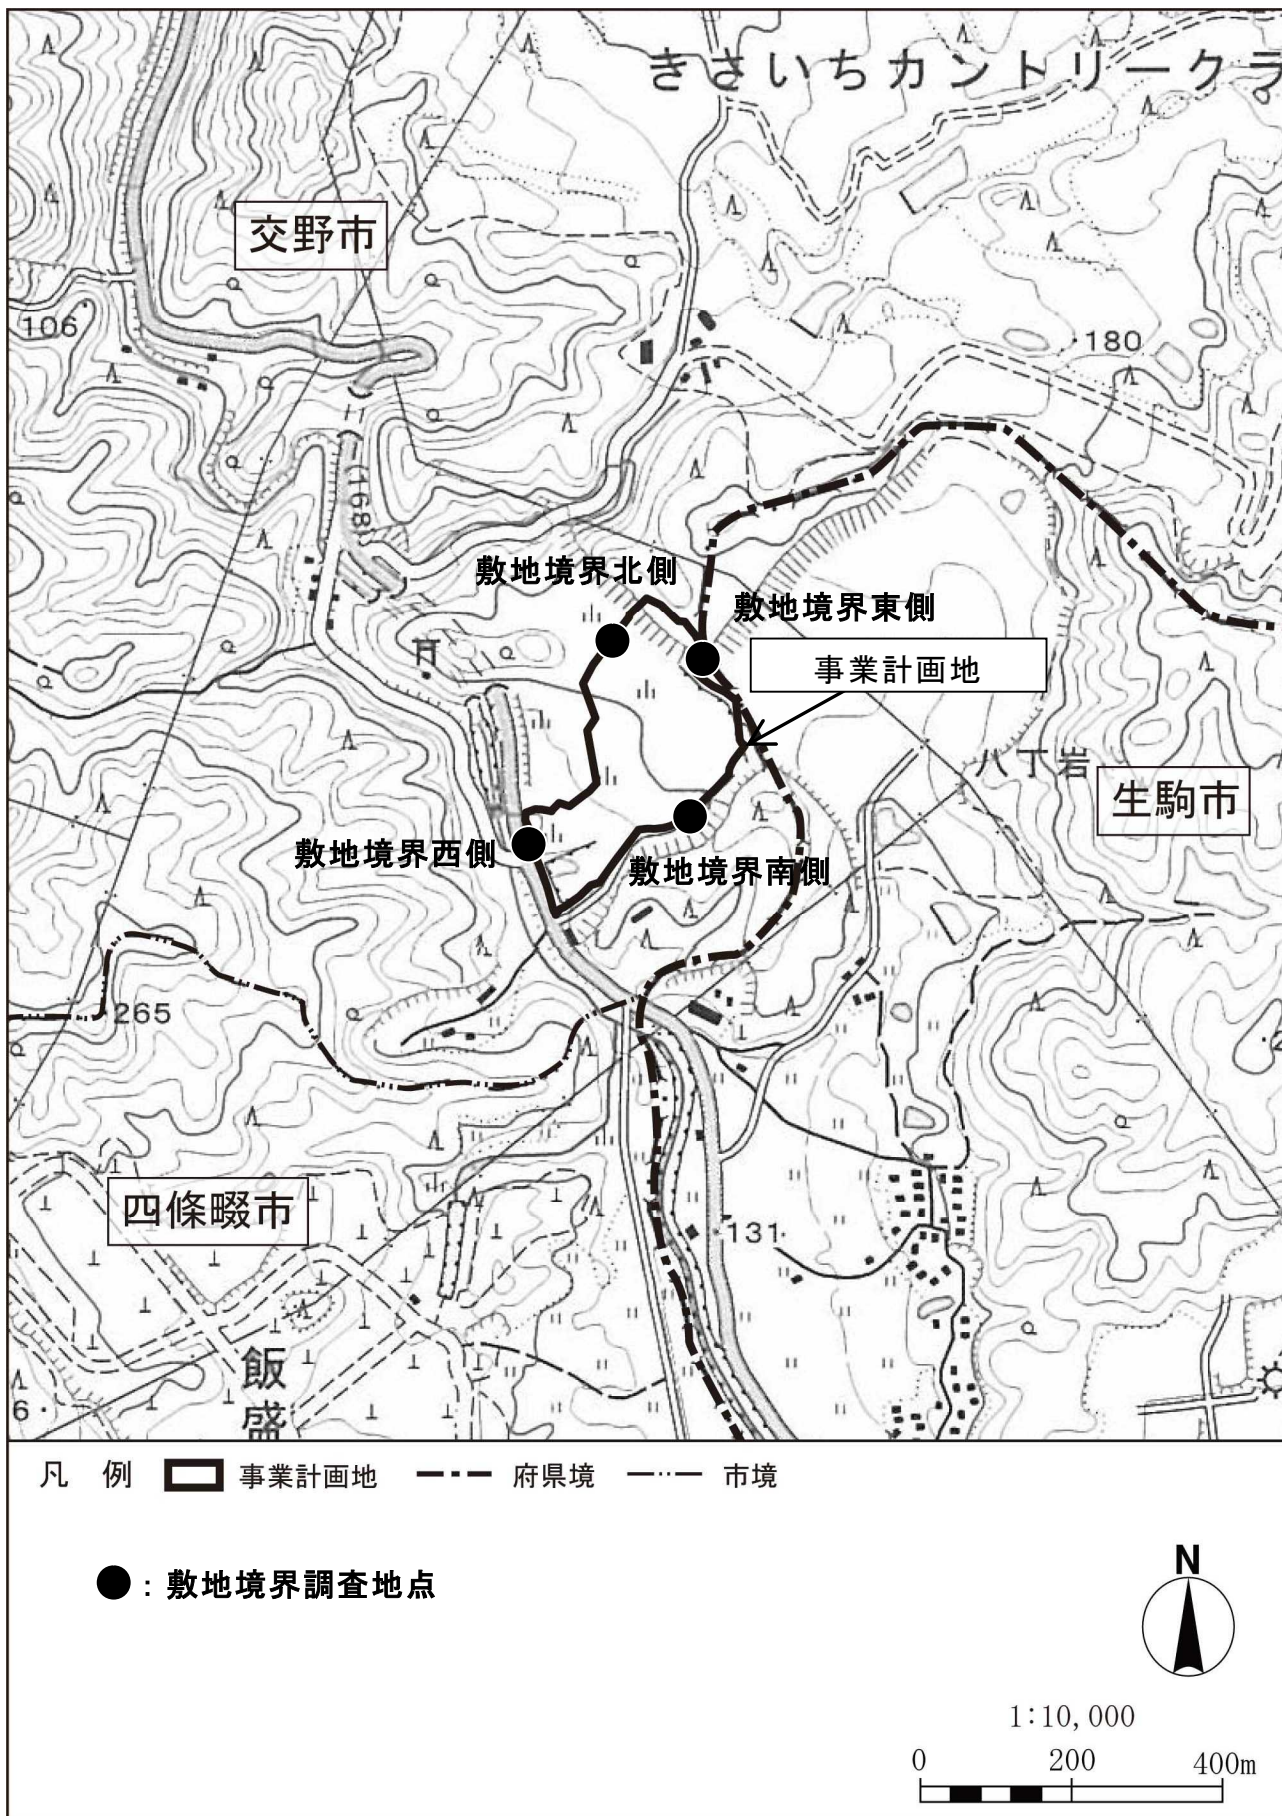 きさいちカントリークラ
交野市
106
180
(168)
敷地境界北側
敷地境界東側
事業計画地
八丁岩
生駒市
敷地境界西側
敷地境界南側
265
四條畷市
131
飯盛
6
凡 例 事業計画地 府県境 市境
● : 敷地境界調査地点
N
1:10,000
0 200 400m